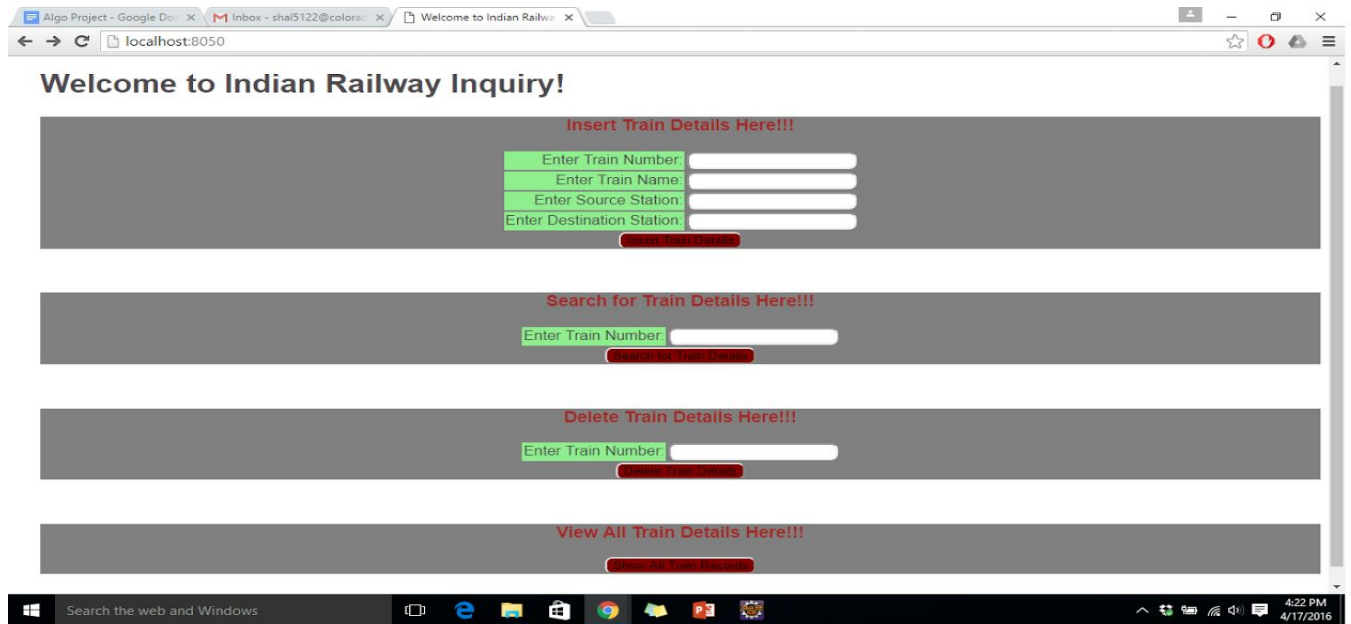 Algo Project - Google Doc
Inbox - shal5122@colorad
Welcome to Indian Railwa
localhost:8050
Welcome to Indian Railway Inquiry!
Insert Train Details Here!!!
Enter Train Number:
Enter Train Name:
Enter Source Station:
Enter Destination Station:
Insert Train Details
Search for Train Details Here!!!
Enter Train Number:
Search for Train Details
Delete Train Details Here!!!
Enter Train Number:
Delete Train Details
View All Train Details Here!!!
Show All Train Records
Search the web and Windows
4:22 PM
4/17/2016